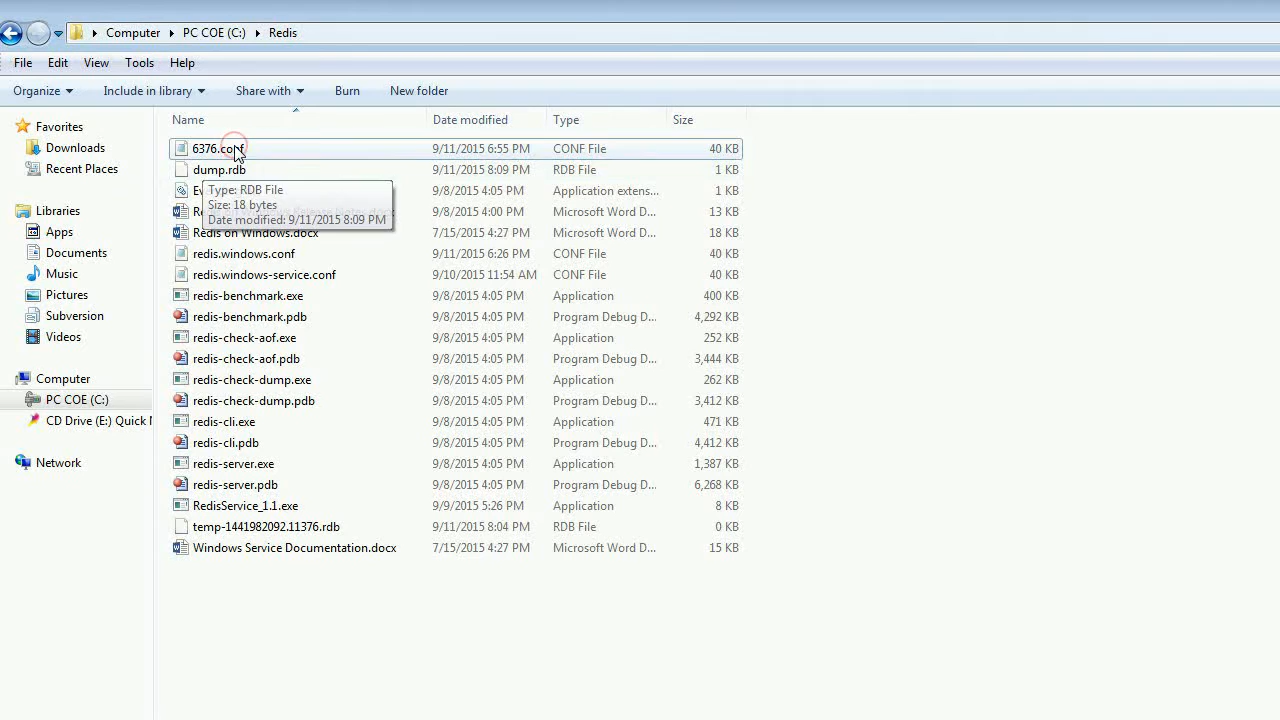 Computer PC COE (C:) Redis
File Edit View Tools Help
Organize Include in library Share with Burn New folder
Favorites
Downloads
Recent Places
Libraries
Apps
Documents
Music
Pictures
Subversion
Videos
Computer
PC COE (C:)
CD Drive (E:) Quick
Network
Name Date modified Type Size
6376.conf 9/11/2015 6:55 PM CONF File 40 KB
dump.rdb 9/11/2015 8:09 PM RDB File 1 KB
9/8/2015 4:05 PM Application extens... 190 KB
9/8/2015 4:00 PM Microsoft Word D... 13 KB
Redis on Windows.docx 7/15/2015 4:27 PM Microsoft Word D... 18 KB
redis.windows.conf 9/11/2015 6:26 PM CONF File 40 KB
redis.windows-service.conf 9/10/2015 11:54 AM CONF File 40 KB
redis-benchmark.exe 9/8/2015 4:05 PM Application 400 KB
redis-benchmark.pdb 9/8/2015 4:05 PM Program Debug D... 4,292 KB
redis-check-aof.exe 9/8/2015 4:05 PM Application 252 KB
redis-check-aof.pdb 9/8/2015 4:05 PM Program Debug D... 3,444 KB
redis-check-dump.exe 9/8/2015 4:05 PM Application 262 KB
redis-check-dump.pdb 9/8/2015 4:05 PM Program Debug D... 3,412 KB
redis-cli.exe 9/8/2015 4:05 PM Application 471 KB
redis-cli.pdb 9/8/2015 4:05 PM Program Debug D... 4,412 KB
redis-server.exe 9/8/2015 4:05 PM Application 1,387 KB
redis-server.pdb 9/8/2015 4:05 PM Program Debug D... 6,268 KB
RedisService_1.1.exe 9/9/2015 5:26 PM Application 8 KB
temp-1441982092.11376.rdb 9/11/2015 8:04 PM RDB File 0 KB
Windows Service Documentation.docx 7/15/2015 4:27 PM Microsoft Word D... 15 KB
Type: RDB File
Size: 18 bytes
Date modified: 9/11/2015 8:09 PM